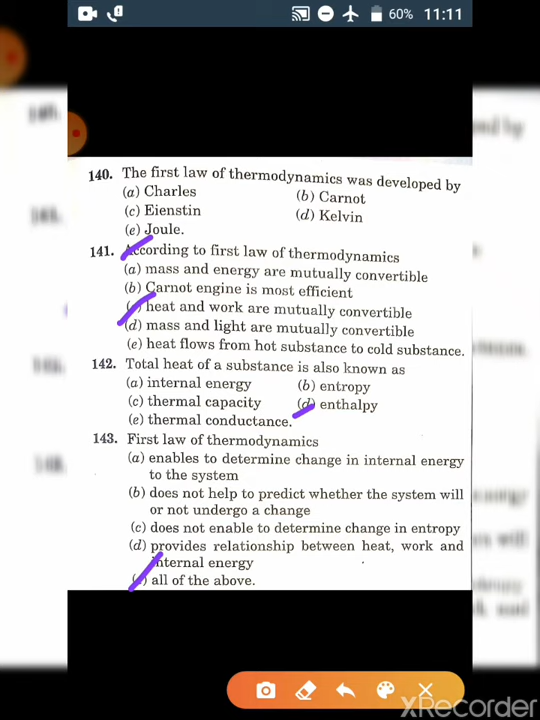 60% 11:11
140. The first law of thermodynamics was developed by
(a) Charles (b) Carnot
(c) Eienstin (d) Kelvin
(e) Joule.
141. According to first law of thermodynamics
(a) mass and energy are mutually convertible
(b) Carnot engine is most efficient
heat and work are mutually convertible
(d) mass and light are mutually convertible
(e) heat flows from hot substance to cold substance.
142. Total heat of a substance is also known as
(a) internal energy (b) entropy
(c) thermal capacity (d) enthalpy
(e) thermal conductance.
143. First law of thermodynamics
(a) enables to determine change in internal energy
to the system
(b) does not help to predict whether the system will
or not undergo a change
(c) does not enable to determine change in entropy
(d) provides relationship between heat, work and
internal energy
all of the above.
XRecorder